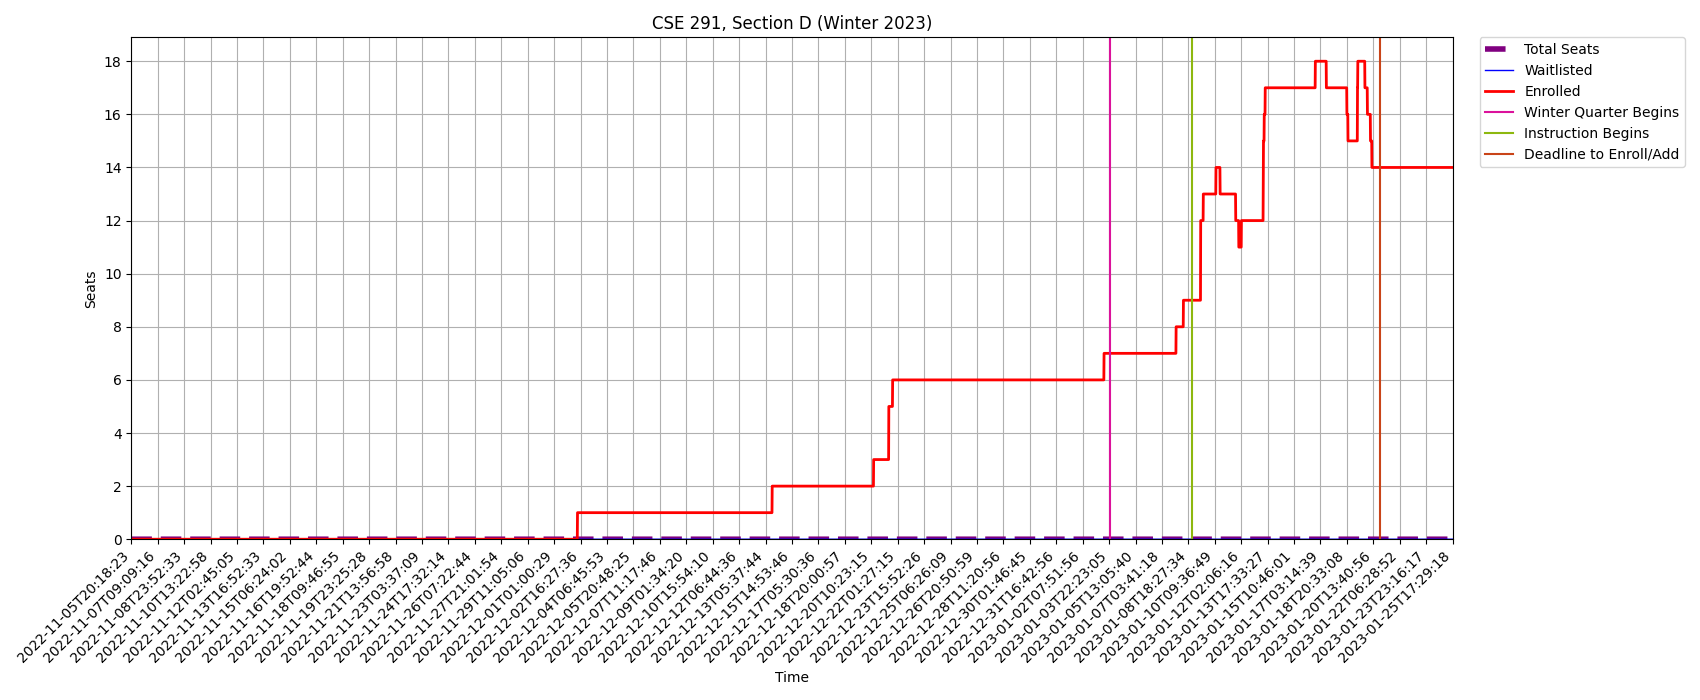 CSE 291, Section D (Winter 2023)
Total Seats
Waitlisted
Enrolled
Winter Quarter Begins
Instruction Begins
Deadline to Enroll/Add
Seats
18
16
14
12
10
8
6
4
2
0
2022-11-05T20:18:23
2022-11-07T09:09:16
2022-11-08T23:52:33
2022-11-10T13:22:58
2022-11-12T02:45:05
2022-11-13T16:52:33
2022-11-15T06:24:02
2022-11-16T19:52:44
2022-11-18T09:46:55
2022-11-19T23:25:28
2022-11-21T13:56:58
2022-11-23T03:37:09
2022-11-24T17:32:14
2022-11-26T07:22:44
2022-11-27T21:01:54
2022-11-29T11:05:06
2022-12-01T01:00:29
2022-12-02T16:27:36
2022-12-04T06:45:53
2022-12-05T20:48:25
2022-12-07T11:17:46
2022-12-09T01:34:20
2022-12-10T15:54:10
2022-12-12T06:44:36
2022-12-13T05:37:44
2022-12-15T14:53:46
2022-12-17T05:30:36
2022-12-18T20:00:57
2022-12-20T10:23:15
2022-12-22T01:27:15
2022-12-23T15:52:26
2022-12-25T06:26:09
2022-12-26T20:50:59
2022-12-28T11:20:56
2022-12-30T01:46:45
2022-12-31T16:42:56
2023-01-02T07:51:56
2023-01-03T22:23:05
2023-01-05T13:05:40
2023-01-07T03:41:18
2023-01-08T18:27:34
2023-01-10T09:36:49
2023-01-12T02:06:16
2023-01-13T17:33:27
2023-01-15T10:46:01
2023-01-17T03:14:39
2023-01-18T20:33:08
2023-01-20T13:40:56
2023-01-22T06:28:52
2023-01-23T23:16:17
2023-01-25T17:29:18
Time